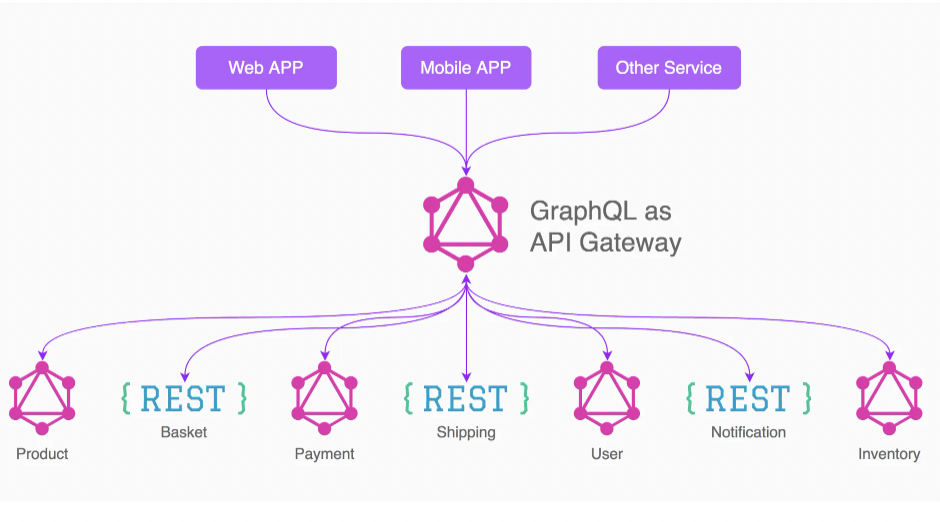 Web APP
Mobile APP
Other Service
GraphQL as
API Gateway
{ REST }
{ REST }
{ REST }
Basket
Shipping
Notification
Product
Payment
User
Inventory